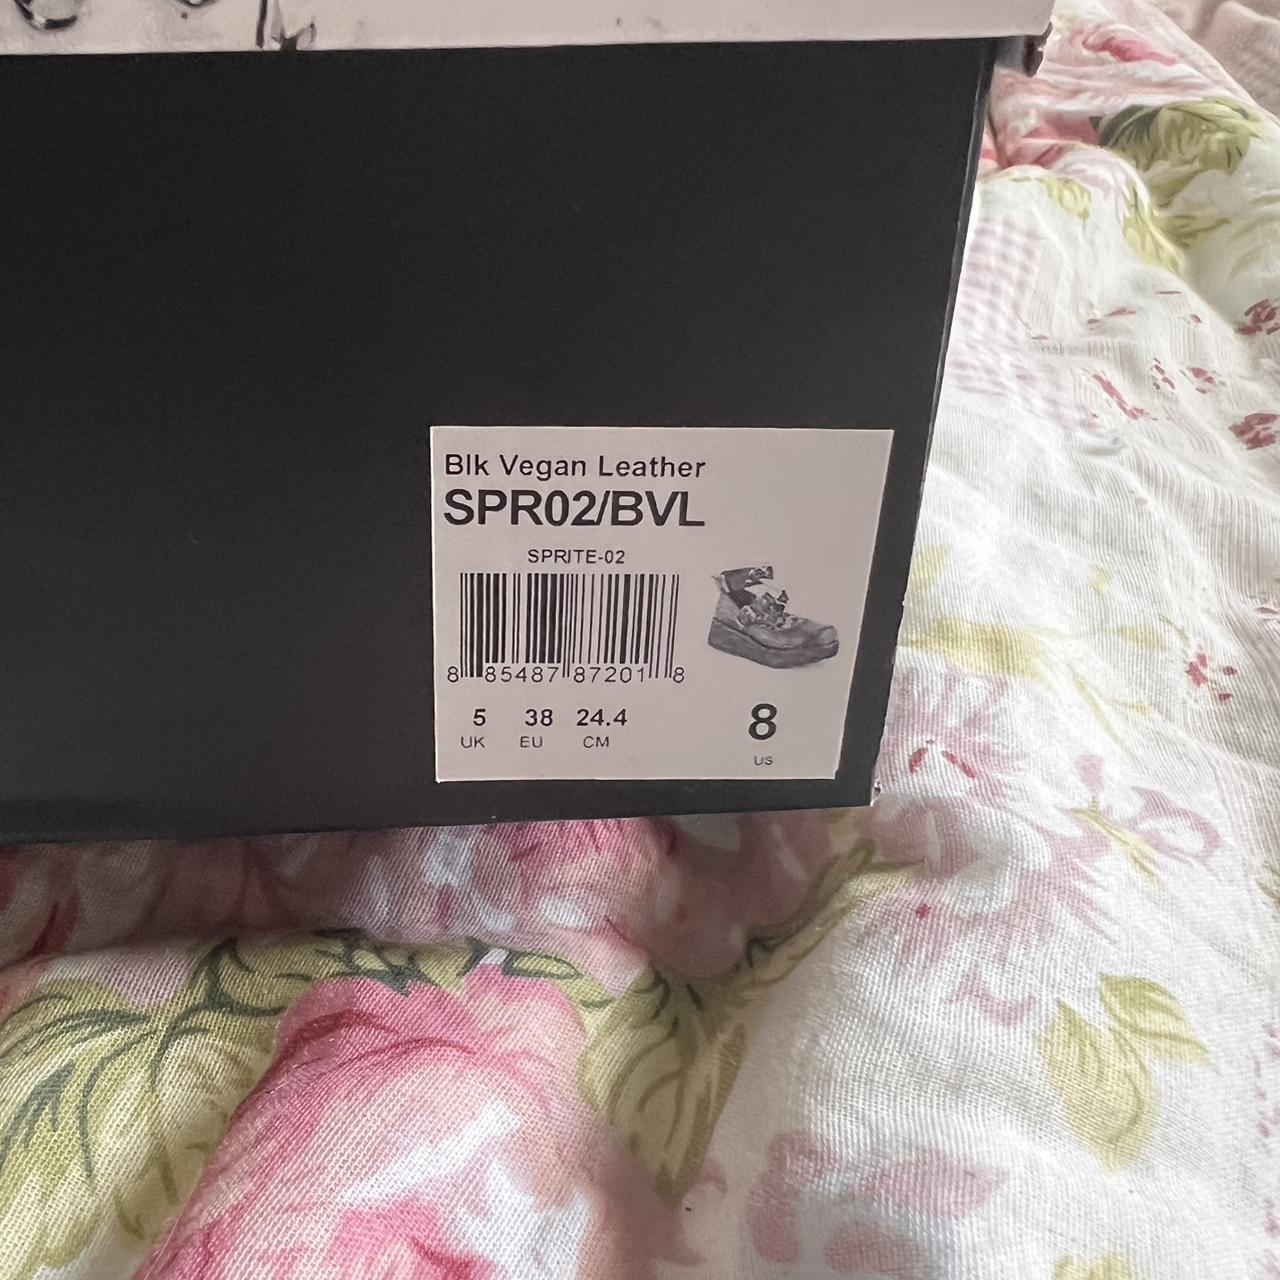 Blk Vegan Leather
SPR02/BVL
SPRITE-02
8 85487 87201 8
5 38 24.4
UK EU CM
8
US